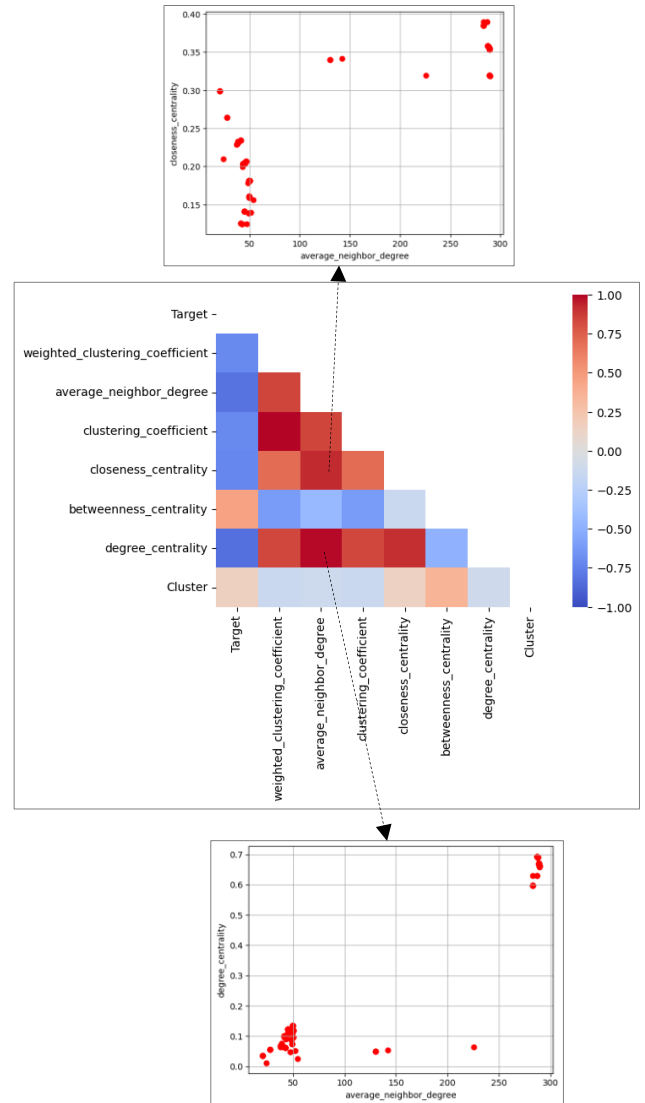 0.40
0.35
0.30
0.25
0.20
0.15
closeness_centrality
50
100
150
200
250
300
average_neighbor_degree
Target
weighted_clustering_coefficient
average_neighbor_degree
clustering_coefficient
closeness_centrality
betweenness_centrality
degree_centrality
Cluster
1.00
0.75
0.50
0.25
0.00
−0.25
−0.50
−0.75
−1.00
Target
weighted_clustering_coefficient
average_neighbor_degree
clustering_coefficient
closeness_centrality
betweenness_centrality
degree_centrality
Cluster
0.7
0.6
0.5
0.4
0.3
0.2
0.1
0.0
degree_centrality
50
100
150
200
250
300
average_neighbor_degree